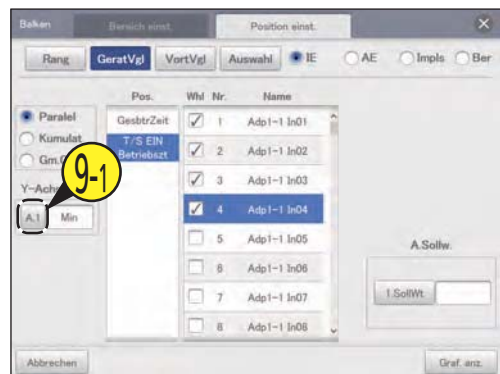 Balken Bereich einst. Position einst.
Rang GeratVgl VortVgl Auswahl IE AE Impls Ber
Pos. Whl Nr. Name
Paralel
Kumulat
Gm.
GesbtrZeit
T/S EIN
Betriebszt
1 Adp1-1 In01
2 Adp1-1 In02
3 Adp1-1 In03
4 Adp1-1 In04
5 Adp1-1 In05
6 Adp1-1 In06
7 Adp1-1 In07
8 Adp1-1 In08
9-1
Y-Ach
A.1 Min
A.Sollw.
1.SollWt
Abbrechen Graf. anz.